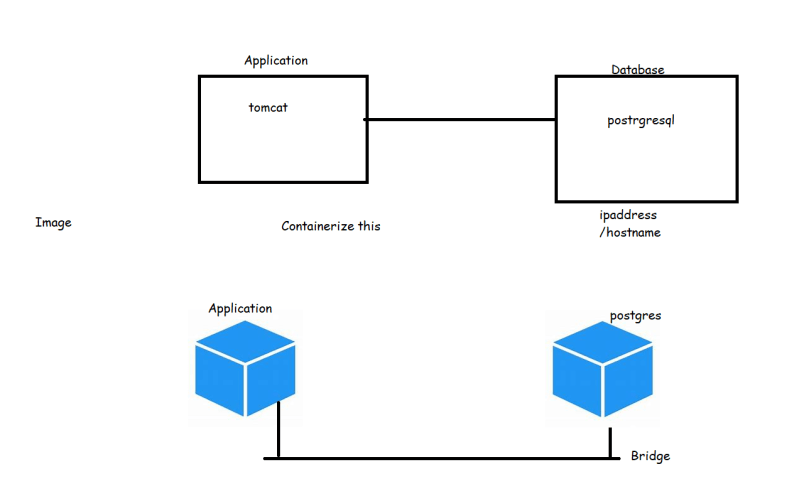 Application
Database
tomcat
postrgresql
ipaddress
/hostname
Image
Containerize this
Application
postgres
Bridge